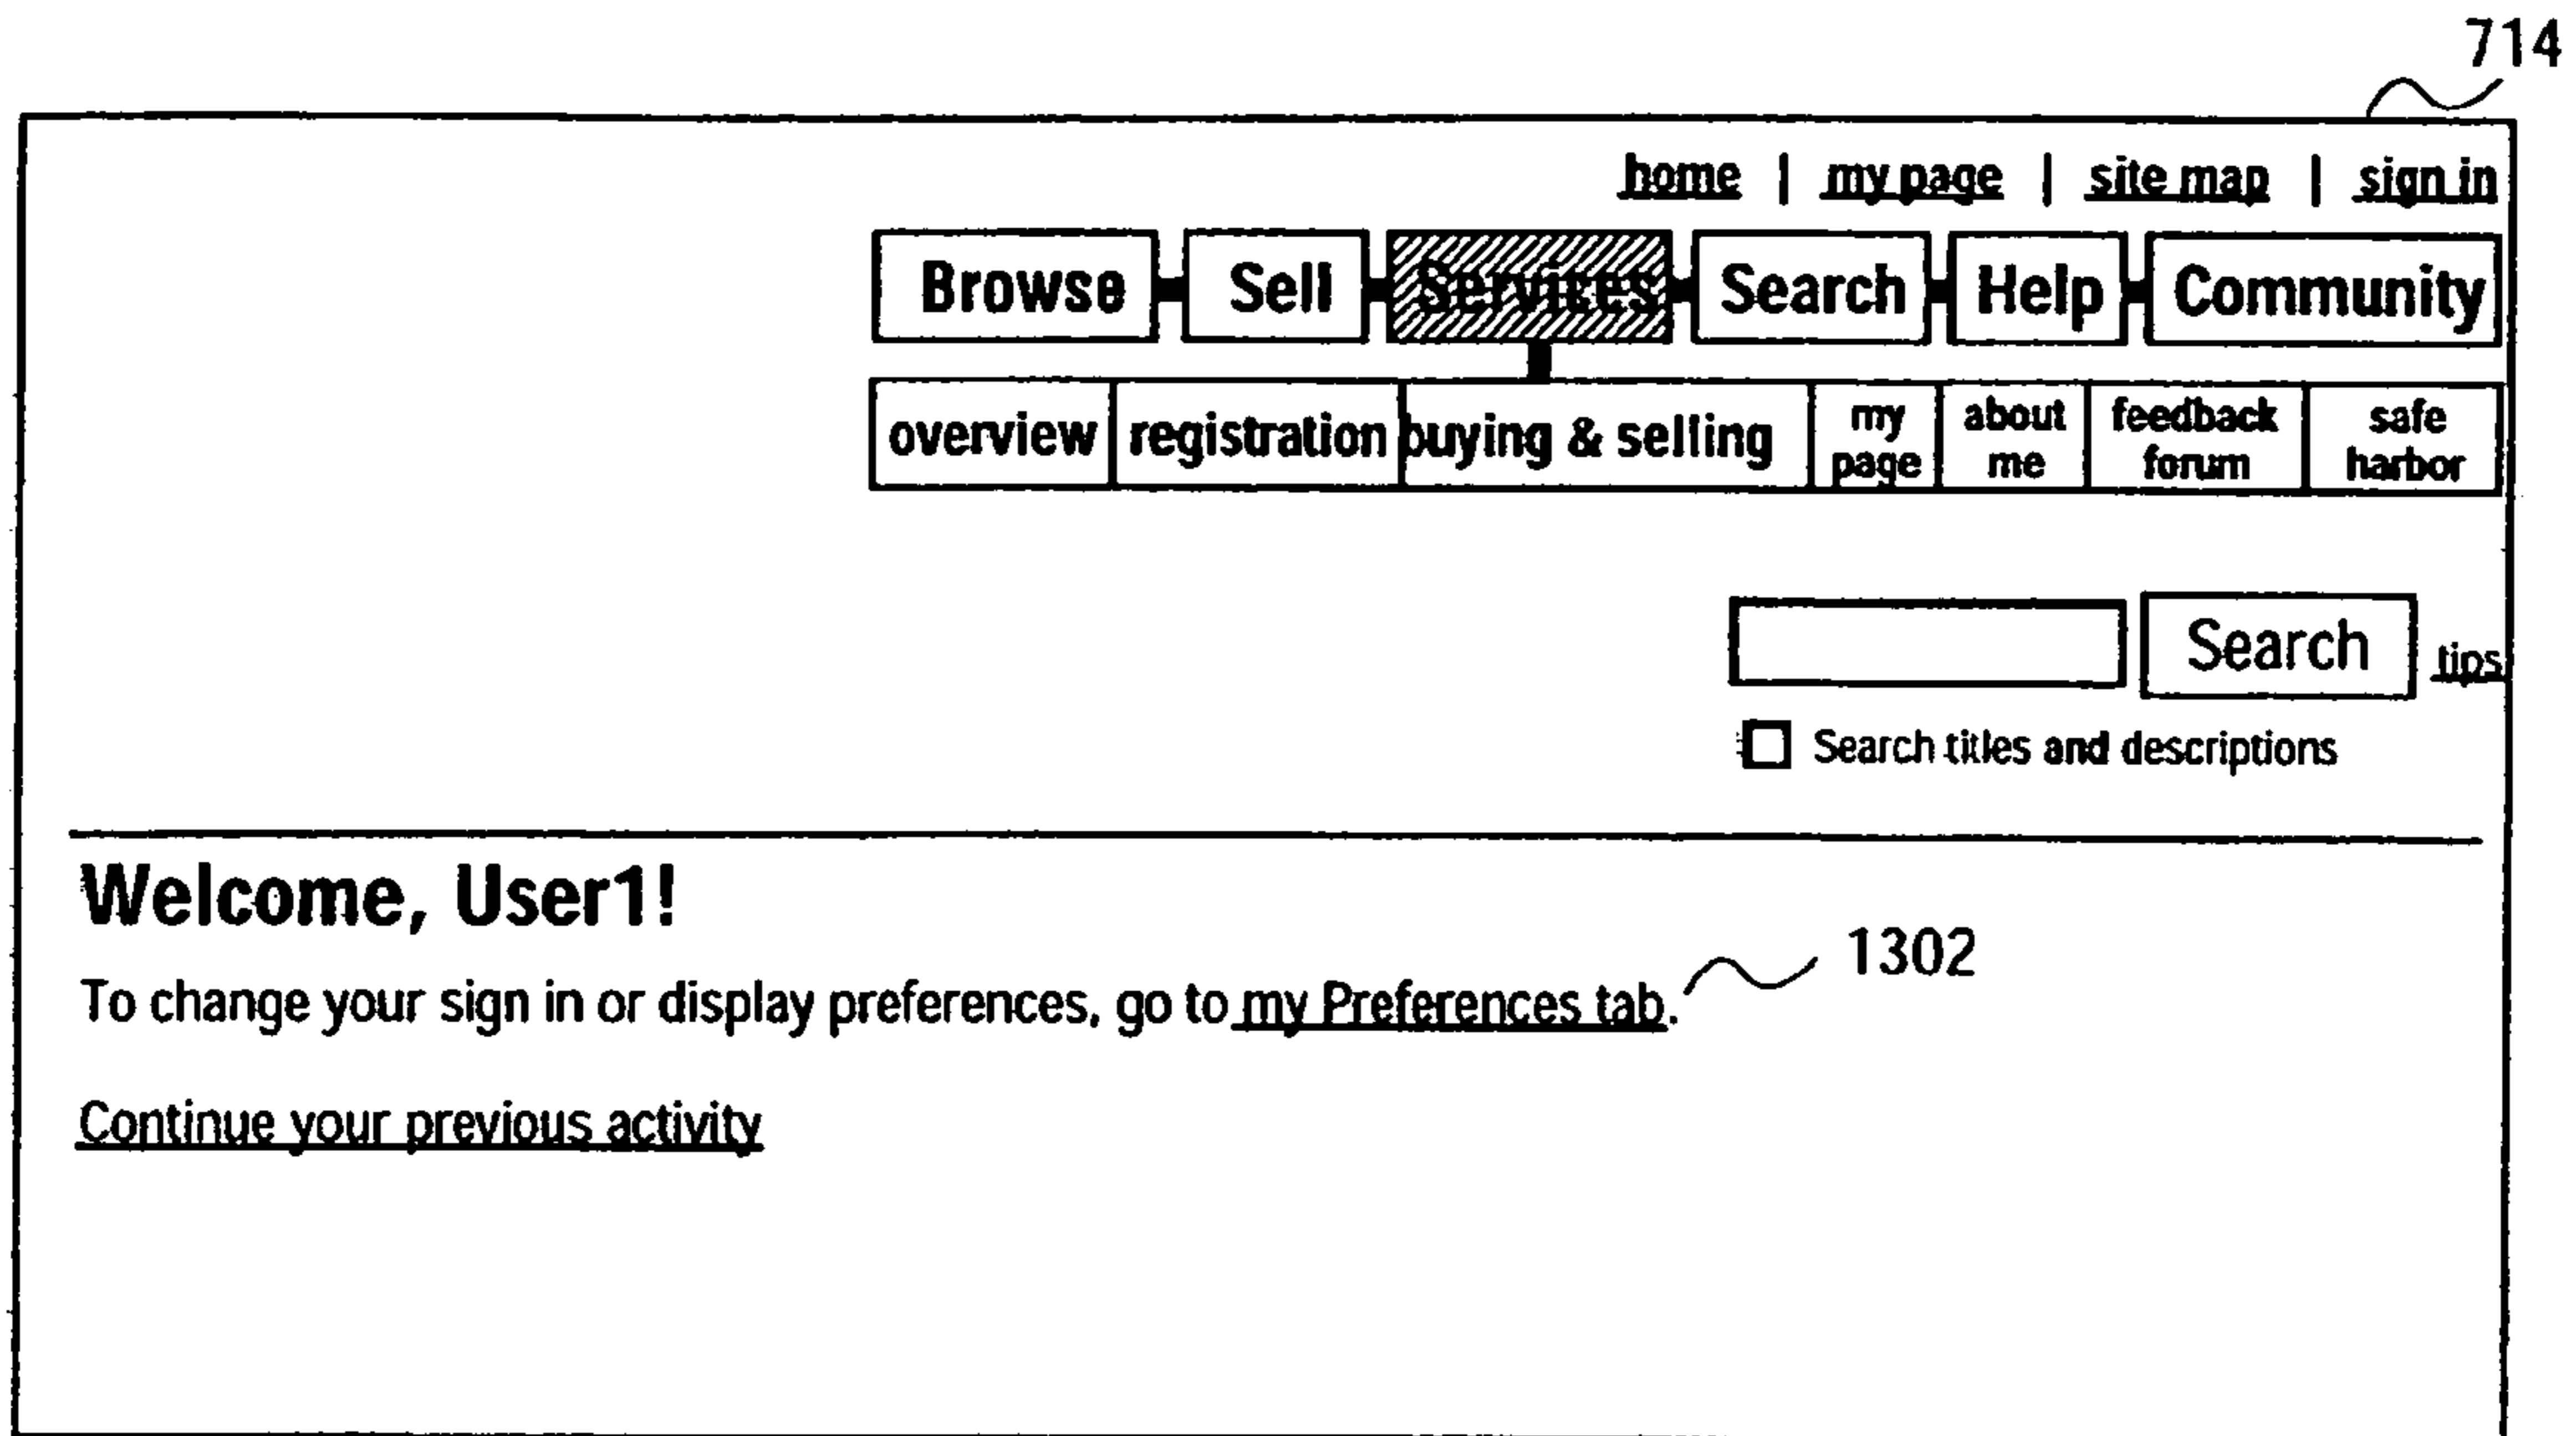 714
home | my page | site map | sign in
Browse Sell Services Search Help Community
overview registration buying & selling my page about me feedback forum safe harbor
Search tips
Search titles and descriptions
Welcome, User1!
1302
To change your sign in or display preferences, go to my Preferences tab.
Continue your previous activity